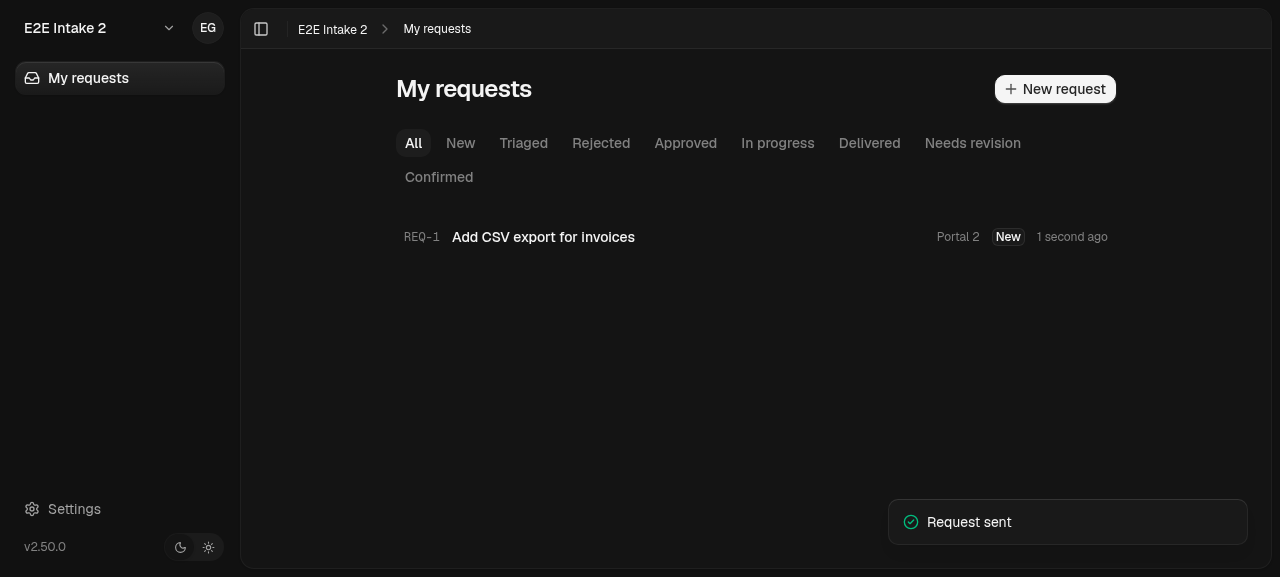 E2E Intake 2
EG
My requests
E2E Intake 2
My requests
My requests
New request
All
New
Triaged
Rejected
Approved
In progress
Delivered
Needs revision
Confirmed
REQ-1
Add CSV export for invoices
Portal 2
New
1 second ago
Settings
v2.50.0
Request sent